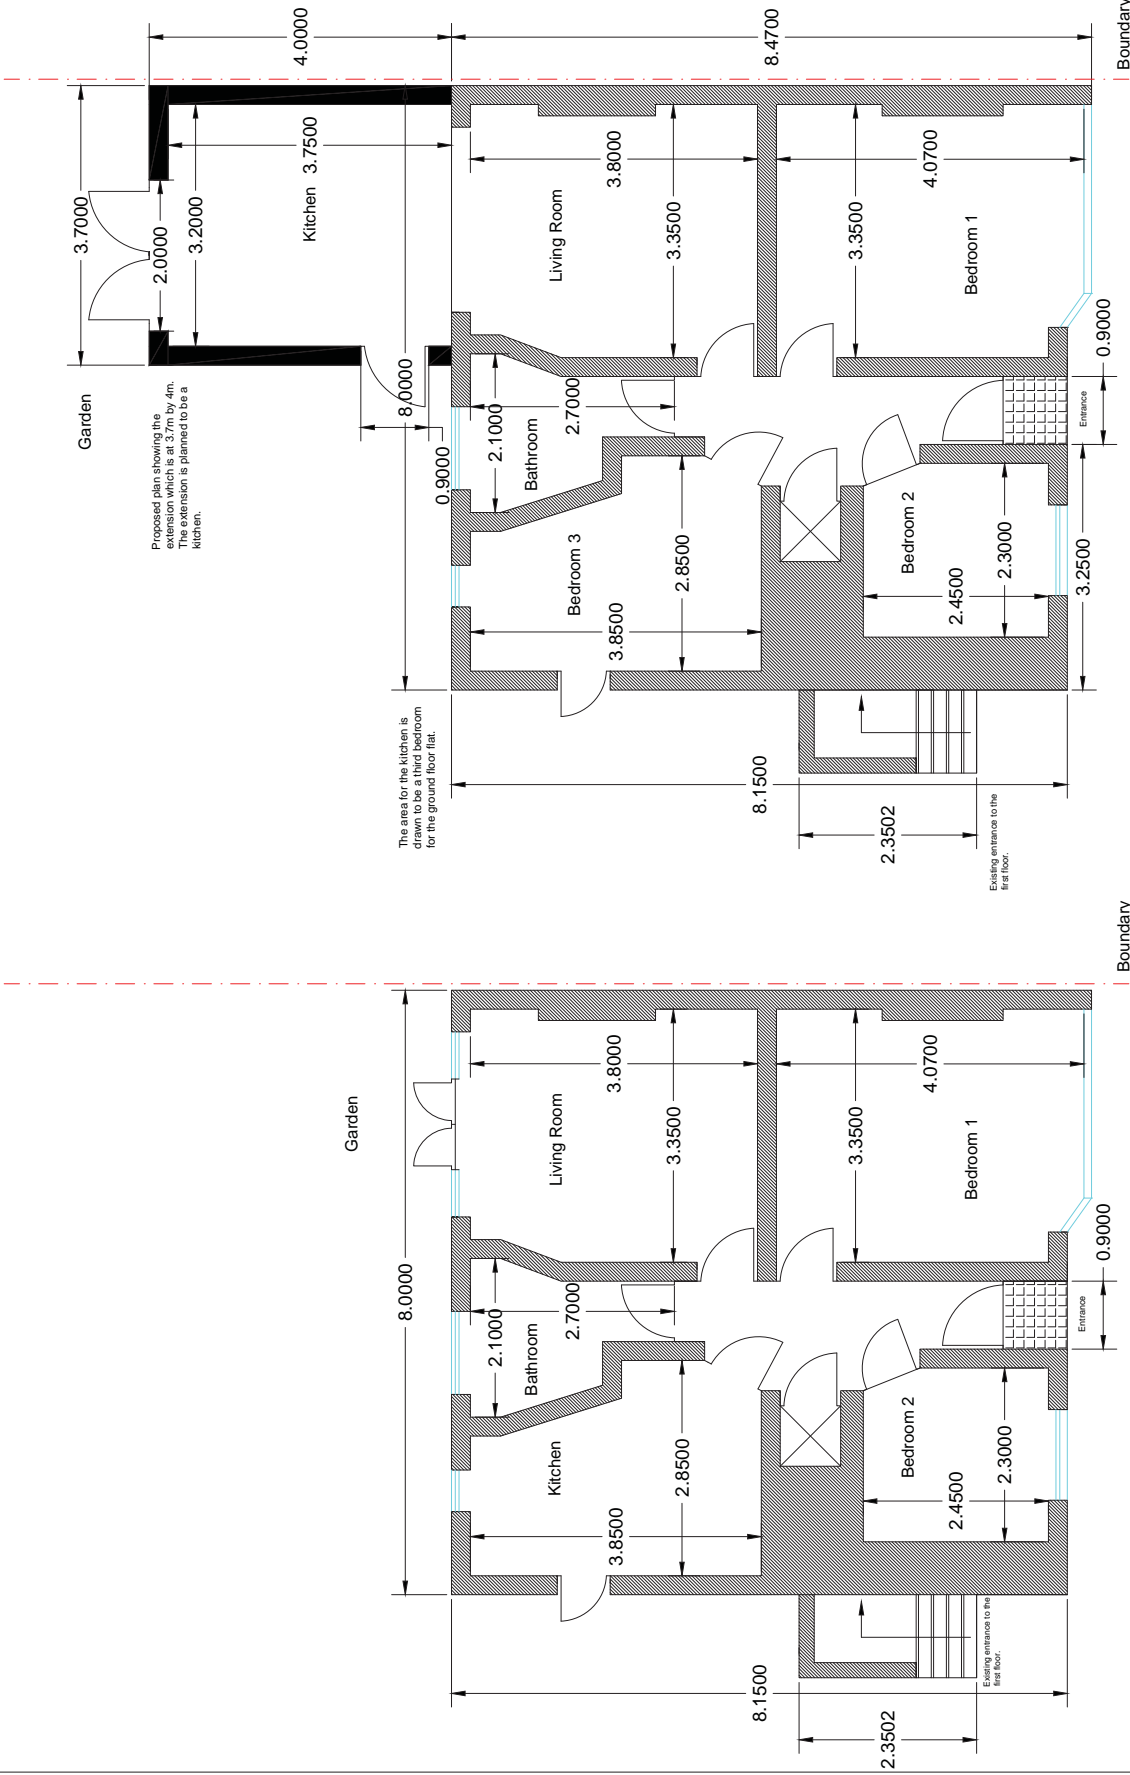 Boundary
4.0000
8.4700
3.7000
2.0000
3.2000
3.7500
Kitchen
Garden
Proposed plan showing the
extension which is at 3.7m by 4m.
The extension is planned to be a
kitchen.
8.0000
0.9000
3.8000
Living Room
3.3500
4.0700
3.3500
Bedroom 1
2.1000
2.7000
Bathroom
0.9000
Entrance
Bedroom 3
2.8500
3.8500
Bedroom 2
2.4500
2.3000
3.2500
The area for the kitchen is
drawn to be a third bedroom
for the ground floor flat.
8.1500
2.3502
Existing entrance to the
first floor.
Boundary
Garden
8.0000
3.8000
Living Room
3.3500
4.0700
3.3500
Bedroom 1
2.1000
2.7000
Bathroom
0.9000
Entrance
Kitchen
2.8500
3.8500
Bedroom 2
2.4500
2.3000
8.1500
2.3502
Existing entrance to the
first floor.